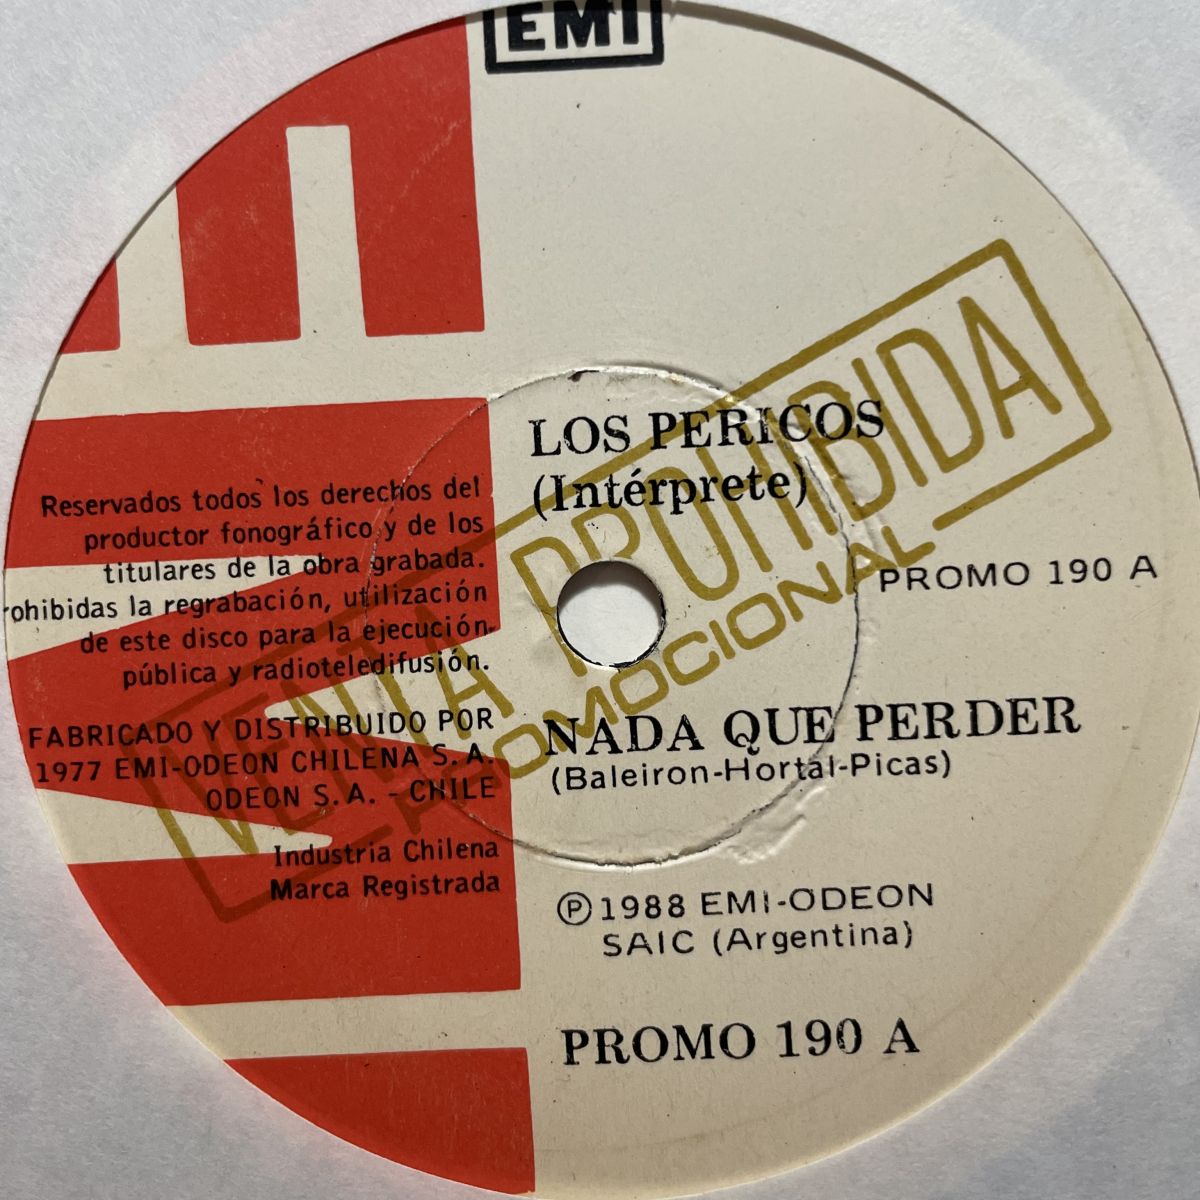 EMI
LOS PERICOS
(Intérprete)
VENTA PROHIBIDA
PROMOCIONAL
PROMO 190 A
Reservados todos los derechos del
productor fonográfico y de los
titulares de la obra grabada.
rohibidas la regrabación, utilización
de este disco para la ejecución
pública y radioteledifusión.
FABRICADO Y DISTRIBUIDO POR
1977 EMI-ODEON CHILENA S.A.
ODEON S.A. - CHILE
Industria Chilena
Marca Registrada
NADA QUE PERDER
(Baleiron-Hortal-Picas)
Ⓟ1988 EMI-ODEON
SAIC (Argentina)
PROMO 190 A